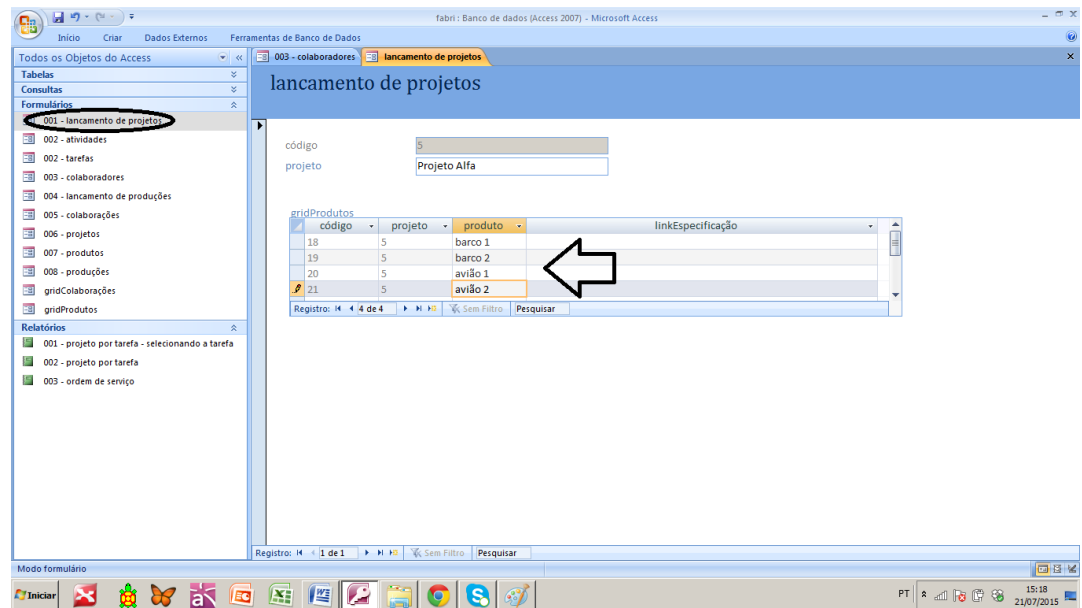 fabri : Banco de dados (Access 2007) - Microsoft Access
Início Criar Dados Externos Ferramentas de Banco de Dados
Todos os Objetos do Access
Tabelas
Consultas
Formulários
001 - lancamento de projetos
002 - atividades
002 - tarefas
003 - colaboradores
004 - lancamento de produções
005 - colaborações
006 - projetos
007 - produtos
008 - produções
gridColaborações
gridProdutos
Relatórios
001 - projeto por tarefa - selecionando a tarefa
002 - projeto por tarefa
003 - ordem de serviço
003 - colaboradores lancamento de projetos
lancamento de projetos
código 5
projeto Projeto Alfa
gridProdutos
código projeto produto linkEspecificação
18 5 barco 1
19 5 barco 2
20 5 avião 1
21 5 avião 2
Registro: 4 de 4 Sem Filtro Pesquisar
Registro: 1 de 1 Sem Filtro Pesquisar
Modo formulário
Iniciar PT 15:18
21/07/2015